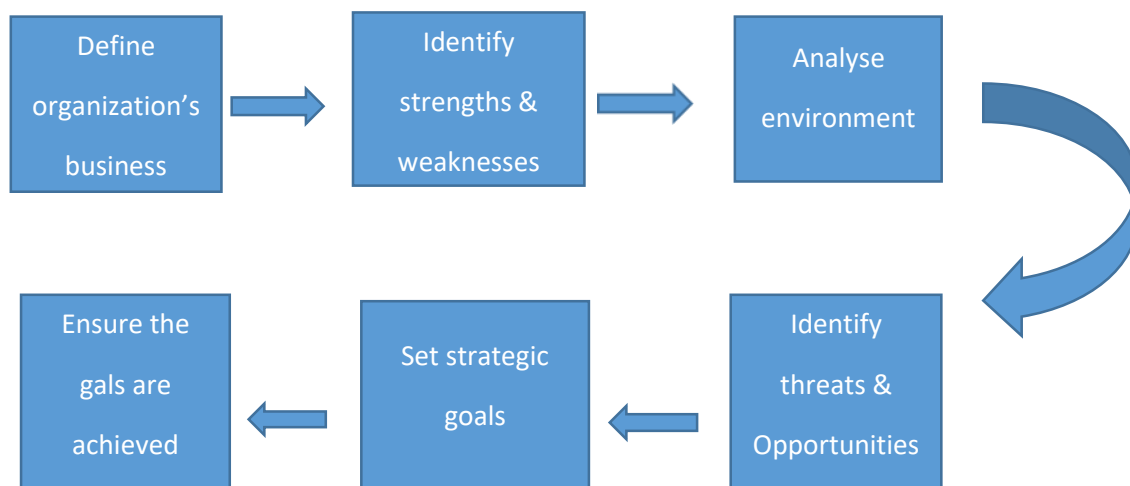 Define
organization’s
business
Identify
strengths &
weaknesses
Analyse
environment
Identify
threats &
Opportunities
Set strategic
goals
Ensure the
gals are
achieved